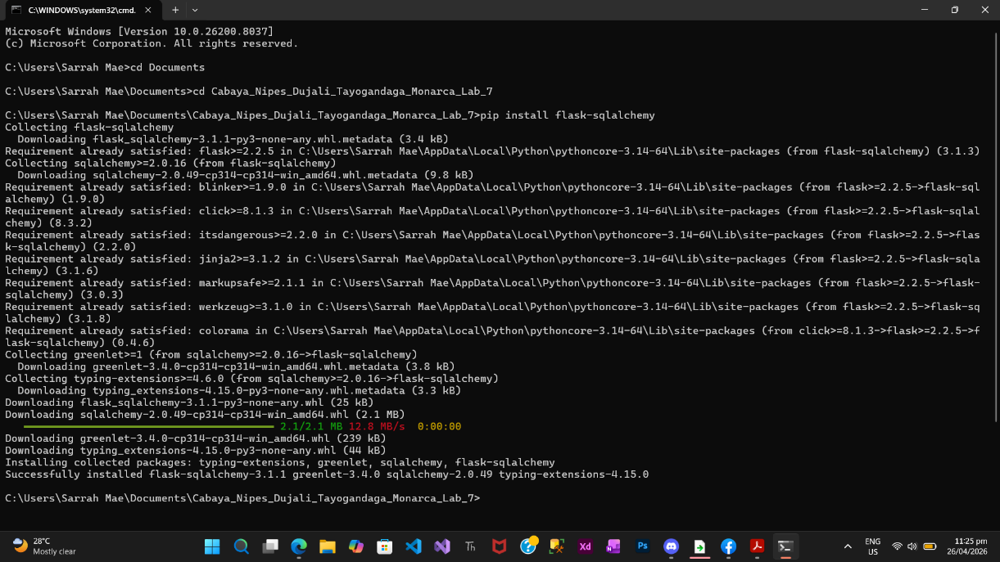 C:\WINDOWS\system32\cmd.
Microsoft Windows [Version 10.0.26200.8037]
(c) Microsoft Corporation. All rights reserved.
C:\Users\Sarrah Mae>cd Documents
C:\Users\Sarrah Mae\Documents>cd Cabaya_Nipes_Dujali_Tayogandaga_Monarca_Lab_7
C:\Users\Sarrah Mae\Documents\Cabaya_Nipes_Dujali_Tayogandaga_Monarca_Lab_7>pip install flask-sqlalchemy
Collecting flask-sqlalchemy
  Downloading flask_sqlalchemy-3.1.1-py3-none-any.whl.metadata (3.4 kB)
Requirement already satisfied: flask>=2.2.5 in C:\Users\Sarrah Mae\AppData\Local\Python\pythoncore-3.14-64\Lib\site-packages (from flask-sqlalchemy) (3.1.3)
Collecting sqlalchemy>=2.0.16 (from flask-sqlalchemy)
  Downloading sqlalchemy-2.0.49-cp314-cp314-win_amd64.whl.metadata (9.8 kB)
Requirement already satisfied: blinker>=1.9.0 in C:\Users\Sarrah Mae\AppData\Local\Python\pythoncore-3.14-64\Lib\site-packages (from flask>=2.2.5->flask-sql
alchemy) (1.9.0)
Requirement already satisfied: click>=8.1.3 in C:\Users\Sarrah Mae\AppData\Local\Python\pythoncore-3.14-64\Lib\site-packages (from flask>=2.2.5->flask-sqlal
chemy) (8.3.2)
Requirement already satisfied: itsdangerous>=2.2.0 in C:\Users\Sarrah Mae\AppData\Local\Python\pythoncore-3.14-64\Lib\site-packages (from flask>=2.2.5->flas
k-sqlalchemy) (2.2.0)
Requirement already satisfied: jinja2>=3.1.2 in C:\Users\Sarrah Mae\AppData\Local\Python\pythoncore-3.14-64\Lib\site-packages (from flask>=2.2.5->flask-sqla
lchemy) (3.1.6)
Requirement already satisfied: markupsafe>=2.1.1 in C:\Users\Sarrah Mae\AppData\Local\Python\pythoncore-3.14-64\Lib\site-packages (from flask>=2.2.5->flask-
sqlalchemy) (3.0.3)
Requirement already satisfied: werkzeug>=3.1.0 in C:\Users\Sarrah Mae\AppData\Local\Python\pythoncore-3.14-64\Lib\site-packages (from flask>=2.2.5->flask-sq
lalchemy) (3.1.8)
Requirement already satisfied: colorama in C:\Users\Sarrah Mae\AppData\Local\Python\pythoncore-3.14-64\Lib\site-packages (from click>=8.1.3->flask>=2.2.5->f
lask-sqlalchemy) (0.4.6)
Collecting greenlet>=1 (from sqlalchemy>=2.0.16->flask-sqlalchemy)
  Downloading greenlet-3.4.0-cp314-cp314-win_amd64.whl.metadata (3.8 kB)
Collecting typing-extensions>=4.6.0 (from sqlalchemy>=2.0.16->flask-sqlalchemy)
  Downloading typing_extensions-4.15.0-py3-none-any.whl.metadata (3.3 kB)
Downloading flask_sqlalchemy-3.1.1-py3-none-any.whl (25 kB)
Downloading sqlalchemy-2.0.49-cp314-cp314-win_amd64.whl (2.1 MB)
2.1/2.1 MB 12.8 MB/s  0:00:00
Downloading greenlet-3.4.0-cp314-cp314-win_amd64.whl (239 kB)
Downloading typing_extensions-4.15.0-py3-none-any.whl (44 kB)
Installing collected packages: typing-extensions, greenlet, sqlalchemy, flask-sqlalchemy
Successfully installed flask-sqlalchemy-3.1.1 greenlet-3.4.0 sqlalchemy-2.0.49 typing-extensions-4.15.0
C:\Users\Sarrah Mae\Documents\Cabaya_Nipes_Dujali_Tayogandaga_Monarca_Lab_7>
28°C
Mostly clear
Th
Xd
N
Ps
ENG
US
11:25 pm
26/04/2026